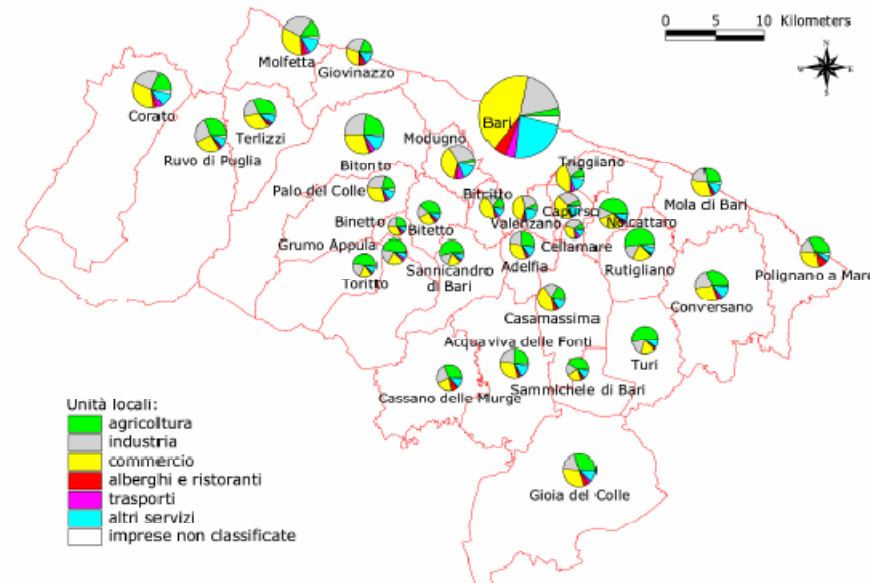 0 5 10 Kilometers
N
W E
S
Molfetta
Giovinazzo
Corato
Terlizzi
Ruvo di Puglia
Bari
Bitonto
Modugno
Triggiano
Palo del Colle
Bitritto
Capurso
Mola di Bari
Binetto
Bitetto
Valenzano
Noicattaro
Grumo Appula
Cellamare
Sannicandro
di Bari
Adelfia
Rutigliano
Polignano a Mare
Toritto
Conversano
Casamassima
Acquaviva delle Fonti
Turi
Sammichele di Bari
Cassano delle Murge
Gioia del Colle
Unità locali:
agricoltura
industria
commercio
alberghi e ristoranti
trasporti
altri servizi
imprese non classificate